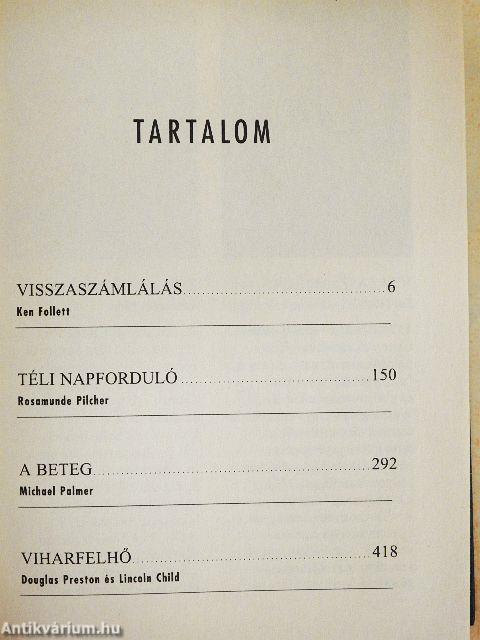 TARTALOM
VISSZASZÁMLÁLÁS 6
Ken Follett
TÉLI NAPFORDULÓ 150
Rosamunde Pilcher
A BETEG 292
Michael Palmer
VIHARFELHŐ 418
Douglas Preston és Lincoln Child
Antikvárium.hu